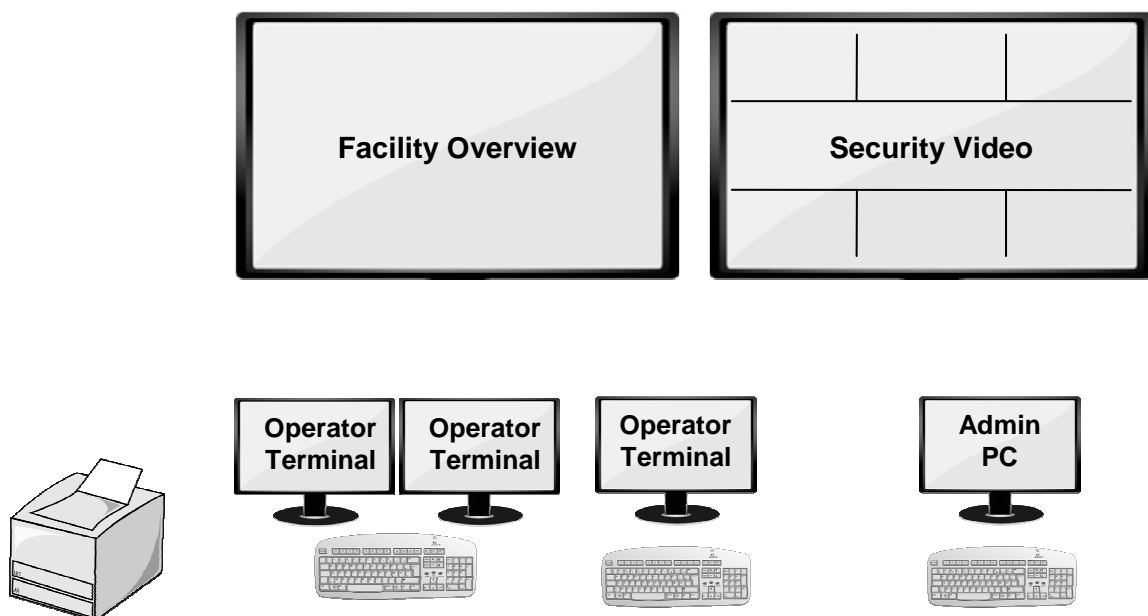 Facility Overview
Security Video
Operator
Terminal
Operator
Terminal
Operator
Terminal
Admin
PC